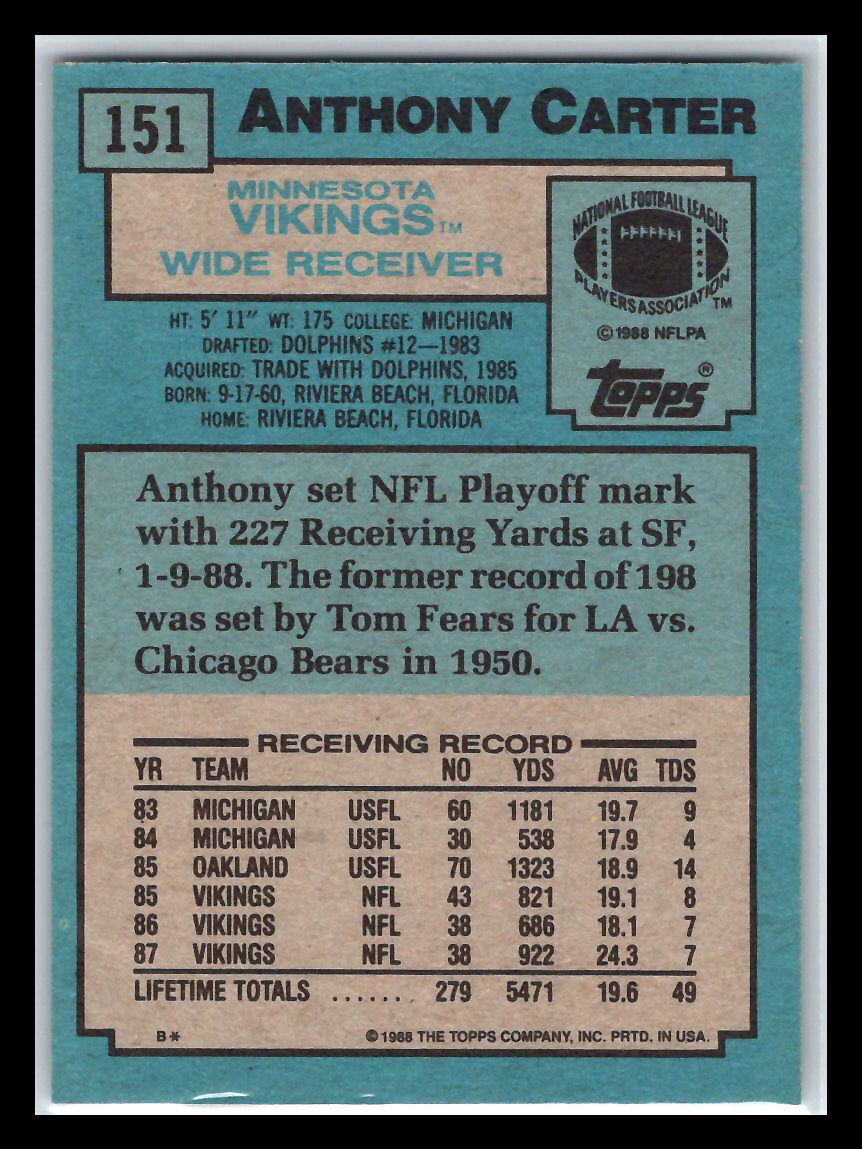 151 ANTHONY CARTER
MINNESOTA
VIKINGS™
WIDE RECEIVER
NATIONAL FOOTBALL LEAGUE
PLAYERS ASSOCIATION™
©1988 NFLPA
topps®
HT: 5' 11" WT: 175 COLLEGE: MICHIGAN
DRAFTED: DOLPHINS #12—1983
ACQUIRED: TRADE WITH DOLPHINS, 1985
BORN: 9-17-60, RIVIERA BEACH, FLORIDA
HOME: RIVIERA BEACH, FLORIDA
Anthony set NFL Playoff mark
with 227 Receiving Yards at SF,
1-9-88. The former record of 198
was set by Tom Fears for LA vs.
Chicago Bears in 1950.
RECEIVING RECORD
YR TEAM NO YDS AVG TDS
83 MICHIGAN USFL 60 1181 19.7 9
84 MICHIGAN USFL 30 538 17.9 4
85 OAKLAND USFL 70 1323 18.9 14
85 VIKINGS NFL 43 821 19.1 8
86 VIKINGS NFL 38 686 18.1 7
87 VIKINGS NFL 38 922 24.3 7
LIFETIME TOTALS ....... 279 5471 19.6 49
B* ©1988 THE TOPPS COMPANY, INC. PRTD. IN USA.